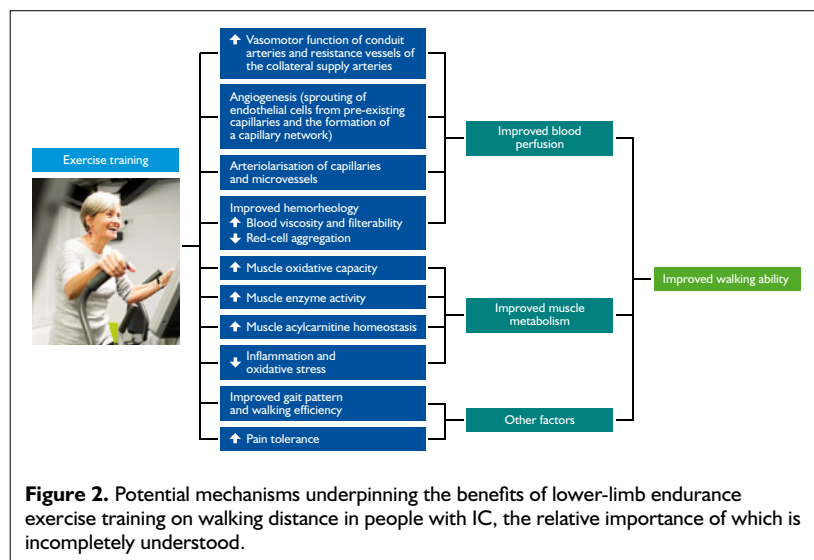 Exercise training
↑ Vasomotor function of conduit
arteries and resistance vessels of
the collateral supply arteries
Angiogenesis (sprouting of
endothelial cells from pre-existing
capillaries and the formation of
a capillary network)
Arteriolarisation of capillaries
and microvessels
Improved hemorheology
↑ Blood viscosity and filterability
↓ Red-cell aggregation
↑ Muscle oxidative capacity
↑ Muscle enzyme activity
↑ Muscle acylcarnitine homeostasis
↓ Inflammation and
oxidative stress
Improved gait pattern
and walking efficiency
↑ Pain tolerance
Improved blood
perfusion
Improved muscle
metabolism
Other factors
Improved walking ability
Figure 2. Potential mechanisms underpinning the benefits of lower-limb endurance
exercise training on walking distance in people with IC, the relative importance of which is
incompletely understood.